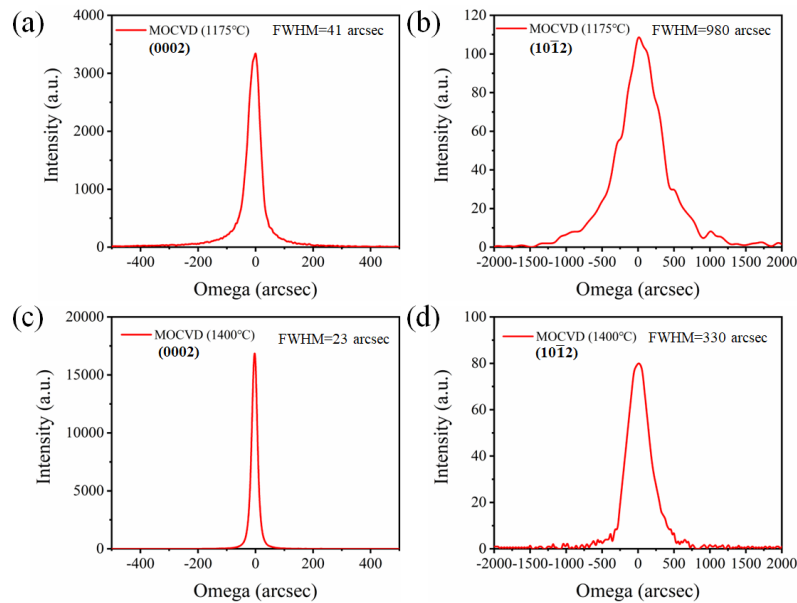 (a)
MOCVD (1175℃) FWHM=41 arcsec
(0002)
Intensity (a.u.)
4000
3000
2000
1000
0
-400 -200 0 200 400
Omega (arcsec)
(b)
MOCVD (1175℃) FWHM=980 arcsec
(101̅2)
Intensity (a.u.)
120
100
80
60
40
20
0
-2000 -1500 -1000 -500 0 500 1000 1500 2000
Omega (arcsec)
(c)
MOCVD (1400℃) FWHM=23 arcsec
(0002)
Intensity (a.u.)
20000
15000
10000
5000
0
-400 -200 0 200 400
Omega (arcsec)
(d)
MOCVD (1400℃) FWHM=330 arcsec
(101̅2)
Intensity (a.u.)
100
80
60
40
20
0
-2000 -1500 -1000 -500 0 500 1000 1500 2000
Omega (arcsec)